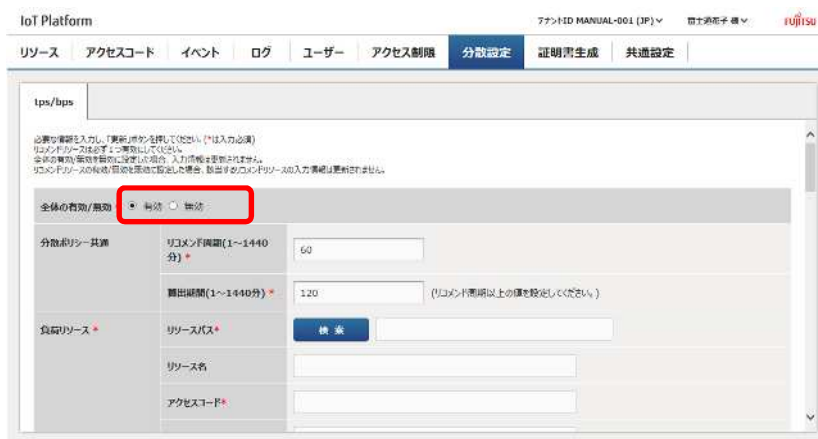 IoT Platform
テナントID MANUAL-001 (JP) 富士通花子 様 FUJITSU
リソース アクセスコード イベント ログ ユーザー アクセス制限 分散設定 証明書生成 共通設定
tps/bps
必要な情報を入力し、「更新」ボタンを押してください。(*は入力必須)
リコメンドリソースは必ず1つ有効にしてください。
全体の有効/無効を無効に設定した場合、入力情報は更新されません。
リコメンドリソースの有効/無効を無効で設定した場合、該当するリコメンドリソースの入力情報は更新されません。
全体の有効/無効 有効 無効
分散ポリシー共通 リコメンド周期(1～1440
分) * 60
算出期間(1～1440分) * 120 (リコメンド周期以上の値を設定してください。)
負荷リソース * リソースパス* 検索
リソース名
アクセスコード*